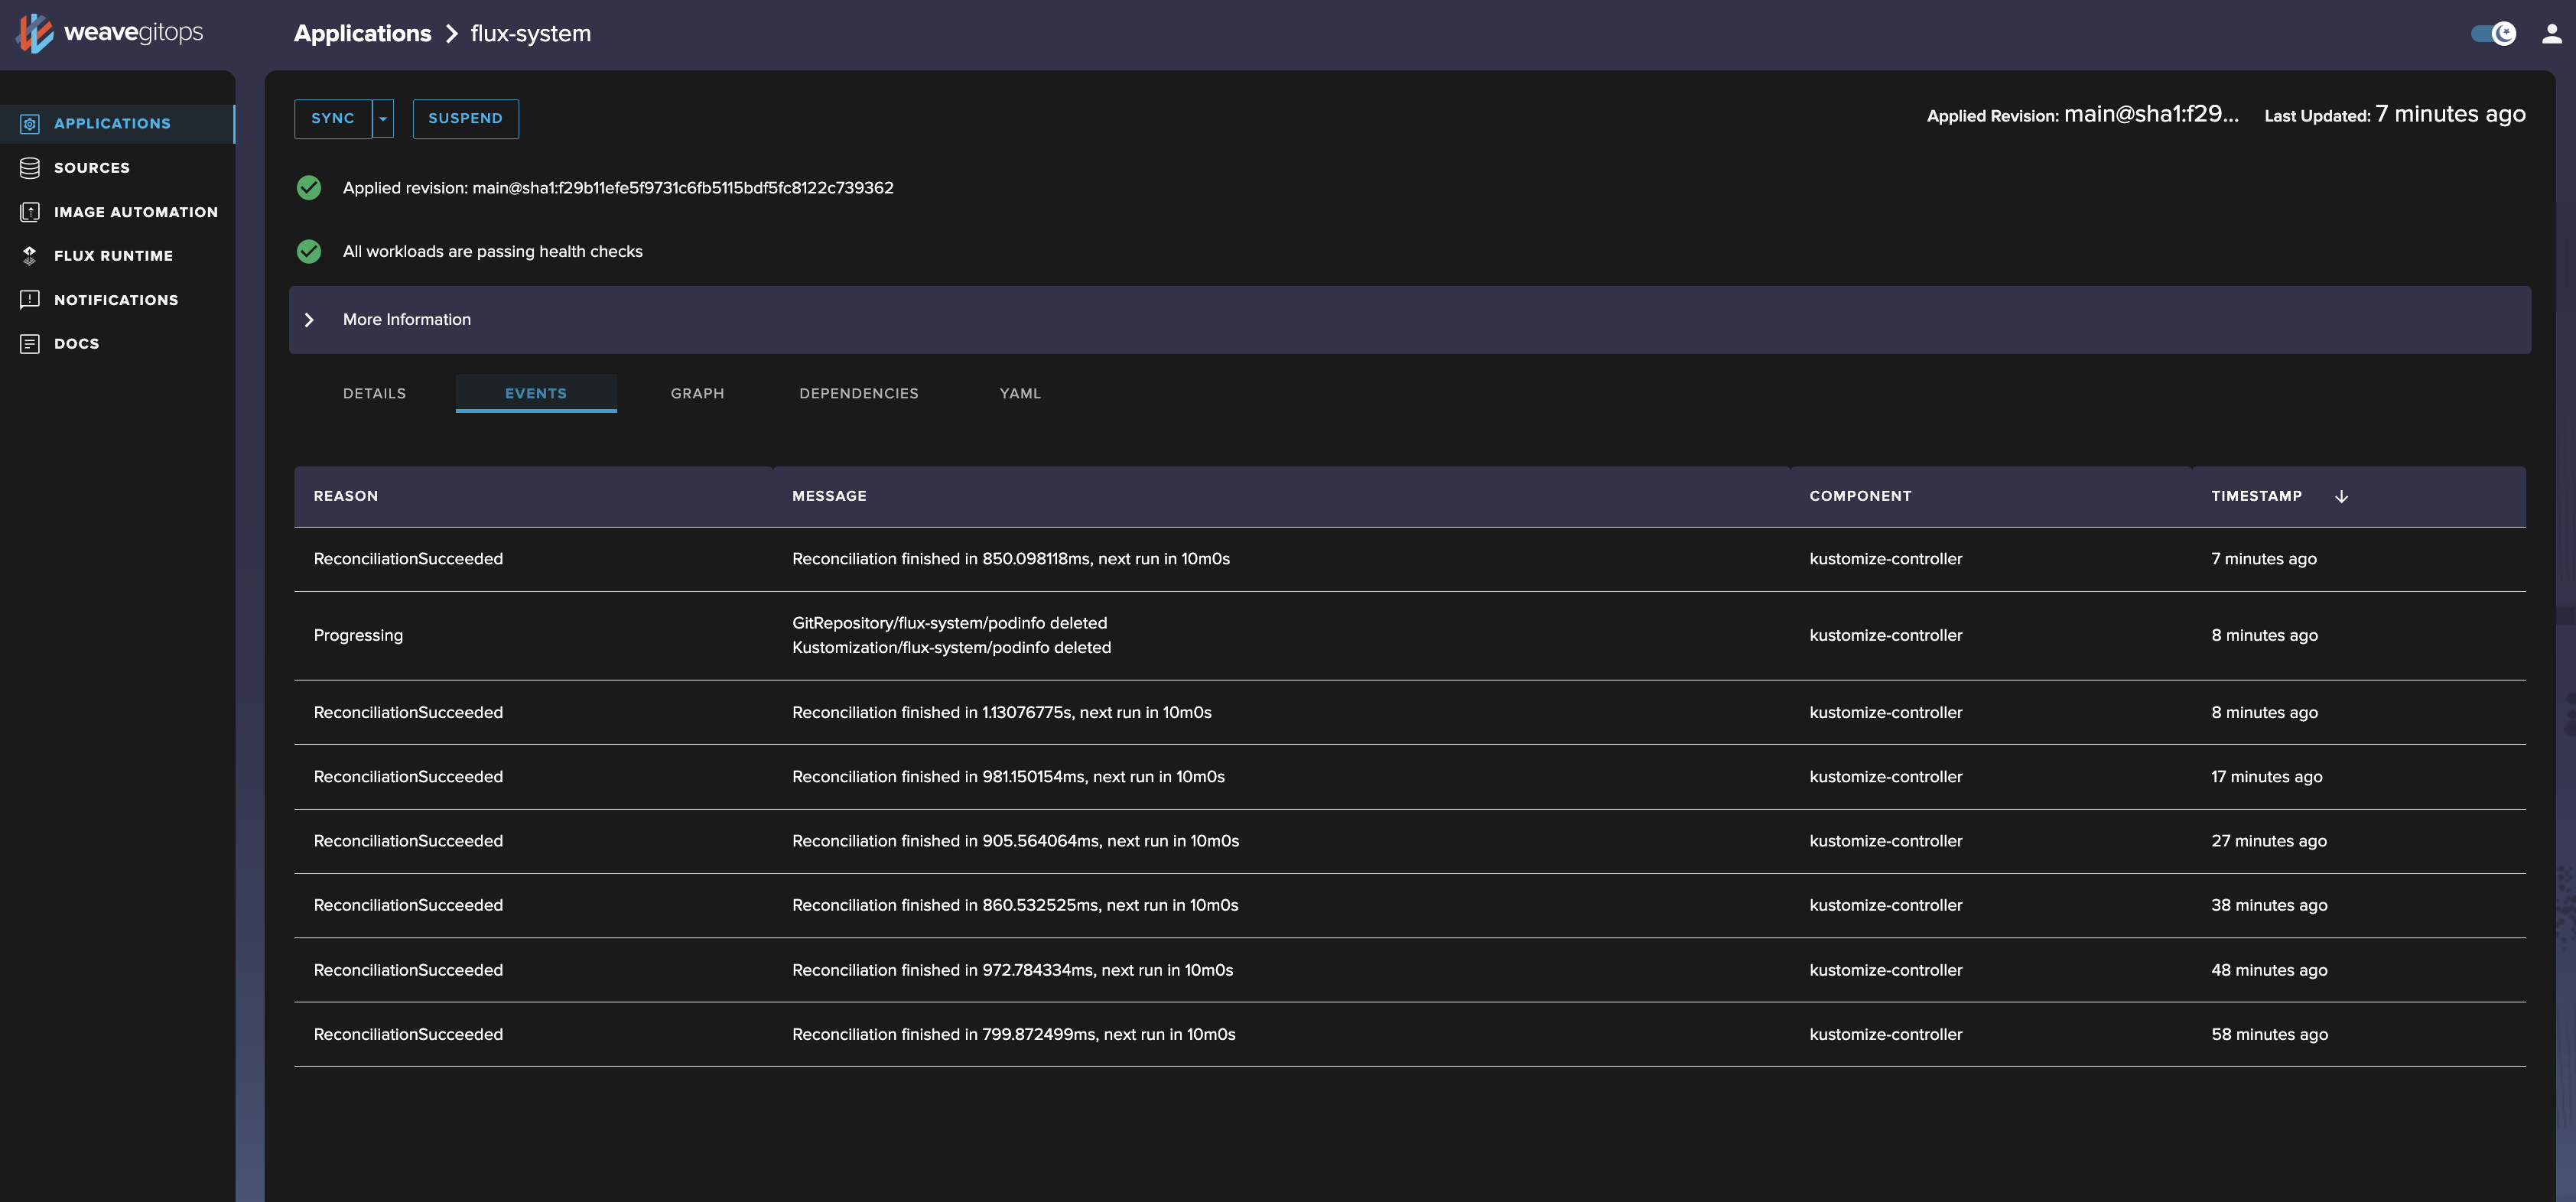 weavegitops
Applications > flux-system
APPLICATIONS
SOURCES
IMAGE AUTOMATION
FLUX RUNTIME
NOTIFICATIONS
DOCS
SYNC
SUSPEND
Applied Revision: main@sha1:f29...
Last Updated: 7 minutes ago
Applied revision: main@sha1:f29b11efe5f9731c6fb5115bdf5fc8122c739362
All workloads are passing health checks
More Information
DETAILS
EVENTS
GRAPH
DEPENDENCIES
YAML
REASON MESSAGE COMPONENT TIMESTAMP
ReconciliationSucceeded Reconciliation finished in 850.098118ms, next run in 10m0s kustomize-controller 7 minutes ago
Progressing GitRepository/flux-system/podinfo deleted
Kustomization/flux-system/podinfo deleted kustomize-controller 8 minutes ago
ReconciliationSucceeded Reconciliation finished in 1.13076775s, next run in 10m0s kustomize-controller 8 minutes ago
ReconciliationSucceeded Reconciliation finished in 981.150154ms, next run in 10m0s kustomize-controller 17 minutes ago
ReconciliationSucceeded Reconciliation finished in 905.564064ms, next run in 10m0s kustomize-controller 27 minutes ago
ReconciliationSucceeded Reconciliation finished in 860.532525ms, next run in 10m0s kustomize-controller 38 minutes ago
ReconciliationSucceeded Reconciliation finished in 972.784334ms, next run in 10m0s kustomize-controller 48 minutes ago
ReconciliationSucceeded Reconciliation finished in 799.872499ms, next run in 10m0s kustomize-controller 58 minutes ago